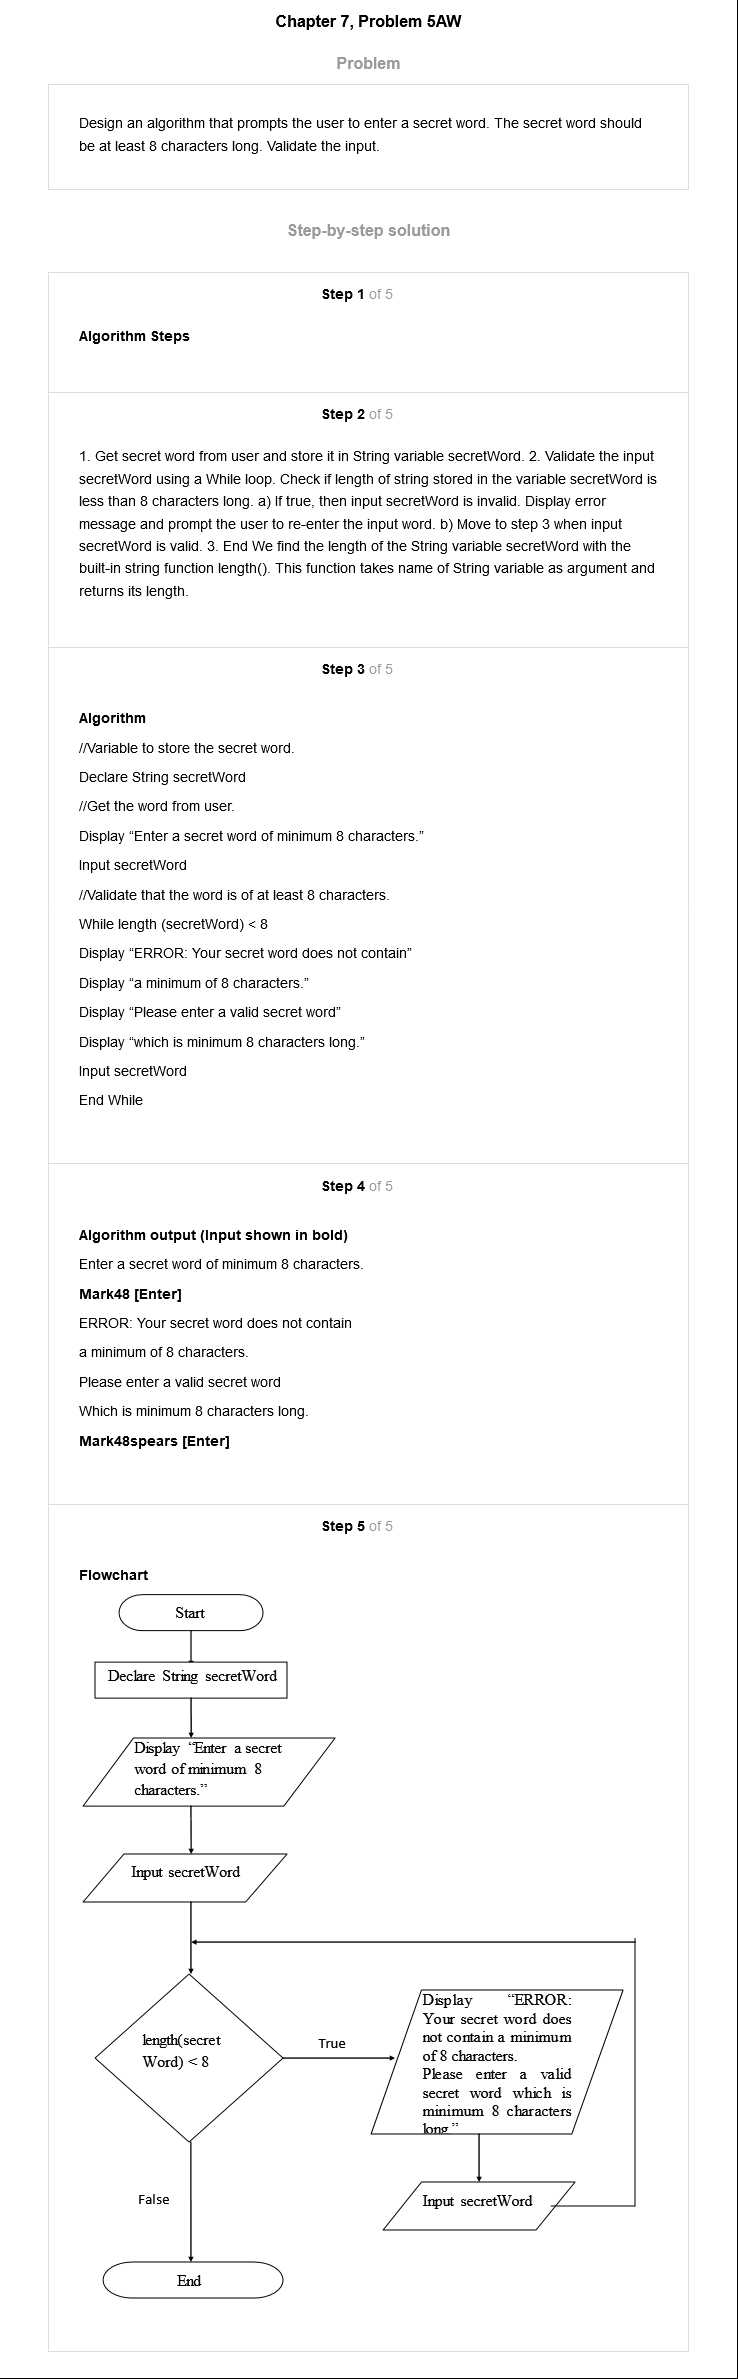 Chapter 7, Problem 5AW
Problem
Design an algorithm that prompts the user to enter a secret word. The secret word should
be at least 8 characters long. Validate the input.
Step-by-step solution
Step 1 of 5
Algorithm Steps
Step 2 of 5
1. Get secret word from user and store it in String variable secretWord. 2. Validate the input
secretWord using a While loop. Check if length of string stored in the variable secretWord is
less than 8 characters long. a) If true, then input secretWord is invalid. Display error
message and prompt the user to re-enter the input word. b) Move to step 3 when input
secretWord is valid. 3. End We find the length of the String variable secretWord with the
built-in string function length(). This function takes name of String variable as argument and
returns its length.
Step 3 of 5
Algorithm
//Variable to store the secret word.
Declare String secretWord
//Get the word from user.
Display “Enter a secret word of minimum 8 characters.”
Input secretWord
//Validate that the word is of at least 8 characters.
While length (secretWord) < 8
Display “ERROR: Your secret word does not contain”
Display “a minimum of 8 characters.”
Display “Please enter a valid secret word”
Display “which is minimum 8 characters long.”
Input secretWord
End While
Step 4 of 5
Algorithm output (Input shown in bold)
Enter a secret word of minimum 8 characters.
Mark48 [Enter]
ERROR: Your secret word does not contain
a minimum of 8 characters.
Please enter a valid secret word
Which is minimum 8 characters long.
Mark48spears [Enter]
Step 5 of 5
Flowchart
Start
Declare String secretWord
Display “Enter a secret
word of minimum 8
characters.”
Input secretWord
length(secret
Word) < 8
True
Display “ERROR:
Your secret word does
not contain a minimum
of 8 characters.
Please enter a valid
secret word which is
minimum 8 characters
long.”
Input secretWord
False
End